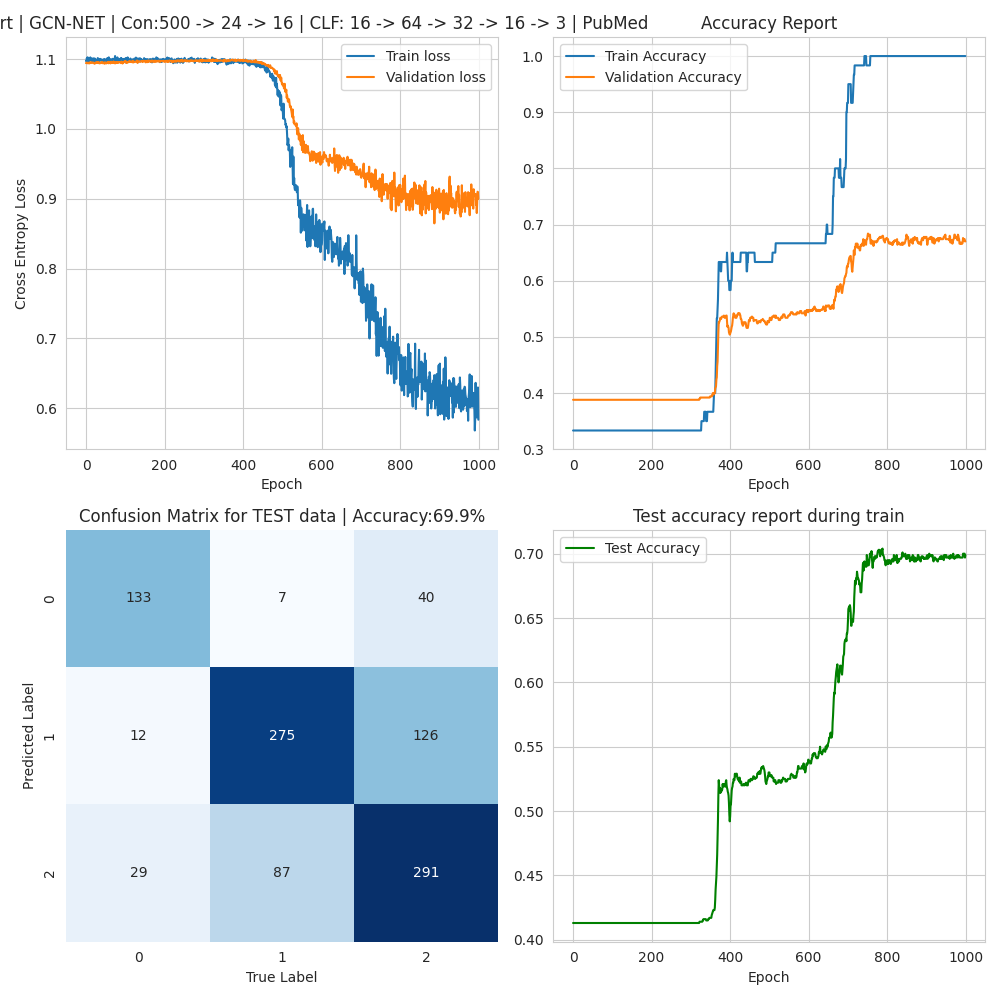 rt | GCN-NET | Con:500 -> 24 -> 16 | CLF: 16 -> 64 -> 32 -> 16 -> 3 | PubMed
Train loss
Validation loss
Cross Entropy Loss
1.1
1.0
0.9
0.8
0.7
0.6
0 200 400 600 800 1000
Epoch
Accuracy Report
Train Accuracy
Validation Accuracy
1.0
0.9
0.8
0.7
0.6
0.5
0.4
0.3
0 200 400 600 800 1000
Epoch
Confusion Matrix for TEST data | Accuracy:69.9%
Predicted Label
0 133 7 40
1 12 275 126
2 29 87 291
0 1 2
True Label
Test accuracy report during train
Test Accuracy
0.70
0.65
0.60
0.55
0.50
0.45
0.40
0 200 400 600 800 1000
Epoch